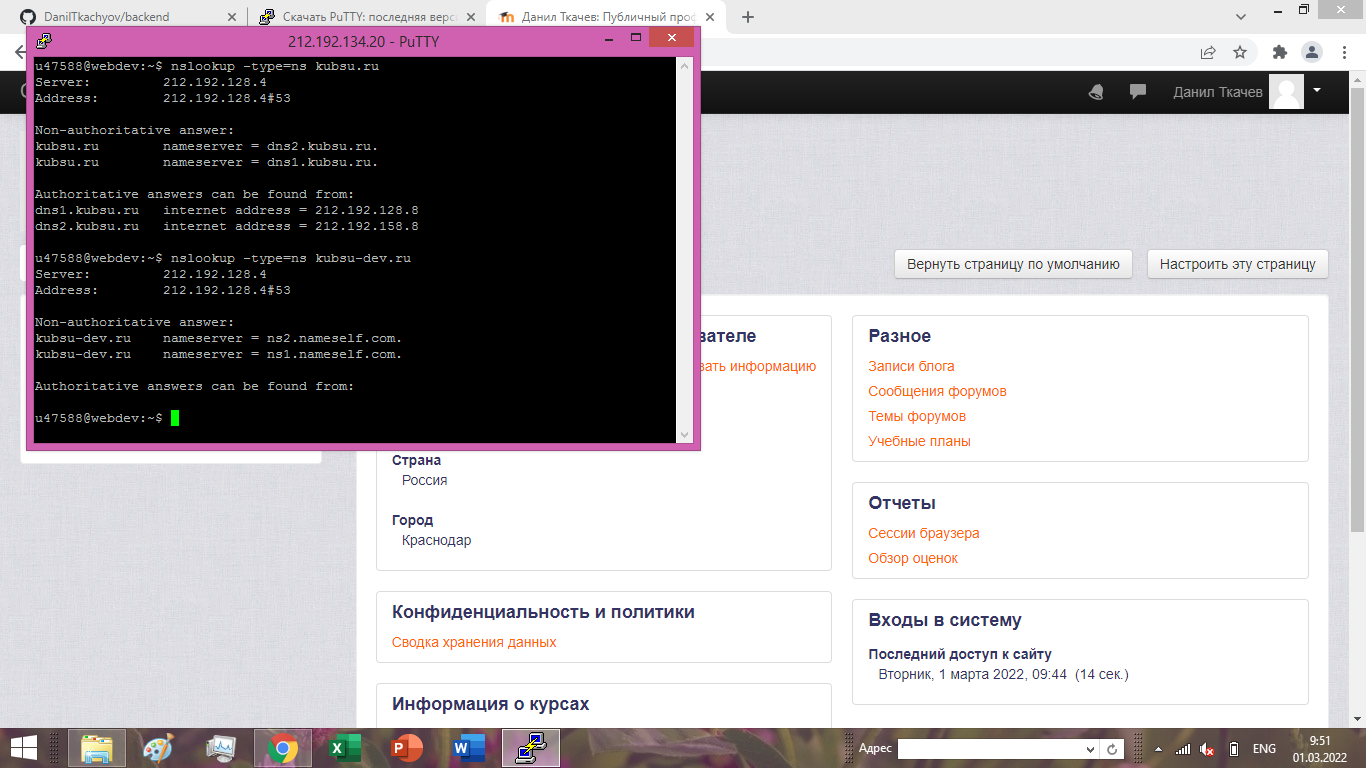 DanilTkachyov/backend
Скачать PuTTY: последняя верс
Данил Ткачев: Публичный про
212.192.134.20 - PuTTY
u47588@webdev:~$ nslookup -type=ns kubsu.ru
Server: 212.192.128.4
Address: 212.192.128.4#53
Non-authoritative answer:
kubsu.ru nameserver = dns2.kubsu.ru.
kubsu.ru nameserver = dns1.kubsu.ru.
Authoritative answers can be found from:
dns1.kubsu.ru internet address = 212.192.128.8
dns2.kubsu.ru internet address = 212.192.158.8
u47588@webdev:~$ nslookup -type=ns kubsu-dev.ru
Server: 212.192.128.4
Address: 212.192.128.4#53
Non-authoritative answer:
kubsu-dev.ru nameserver = ns2.nameself.com.
kubsu-dev.ru nameserver = ns1.nameself.com.
Authoritative answers can be found from:
u47588@webdev:~$
Данил Ткачев
Вернуть страницу по умолчанию
Настроить эту страницу
вателе
вать информацию
Страна
Россия
Город
Краснодар
Конфиденциальность и политики
Сводка хранения данных
Информация о курсах
Разное
Записи блога
Сообщения форумов
Темы форумов
Учебные планы
Отчеты
Сессии браузера
Обзор оценок
Входы в систему
Последний доступ к сайту
Вторник, 1 марта 2022, 09:44 (14 сек.)
Адрес
ENG
9:51
01.03.2022